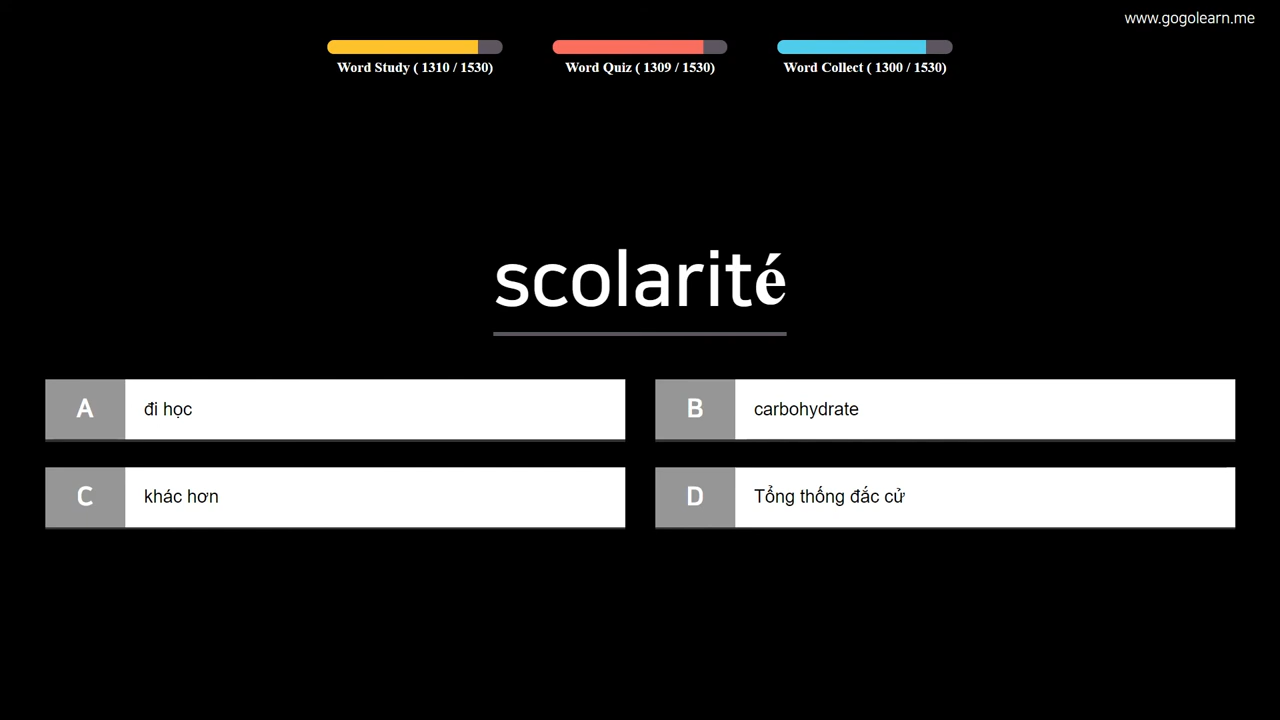 www.gogolearn.me
Word Study ( 1310 / 1530)
Word Quiz ( 1309 / 1530)
Word Collect ( 1300 / 1530)
scolarité
A đi học
B carbohydrate
C khác hơn
D Tổng thống đắc cử